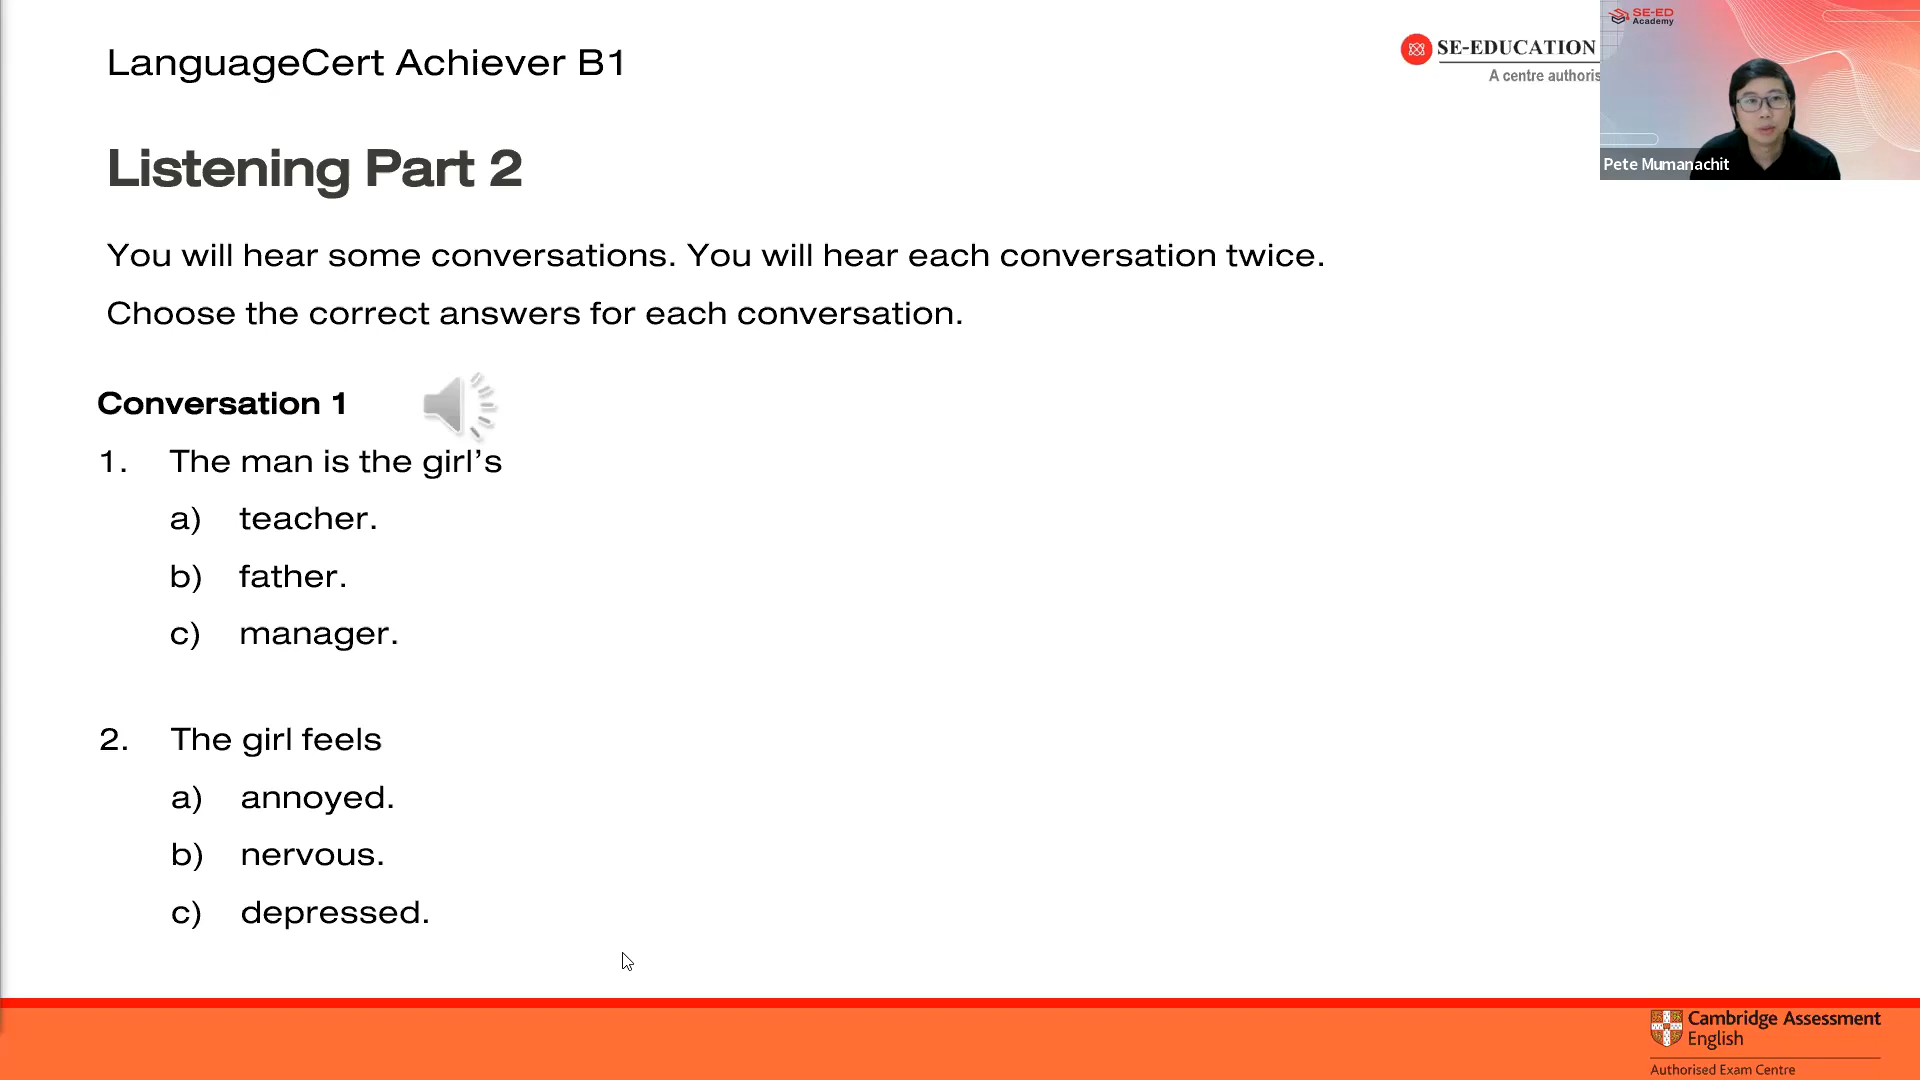 LanguageCert Achiever B1
SE-EDUCATION
A centre authoris
SE-ED
Academy
Pete Mumanachit
Listening Part 2
You will hear some conversations. You will hear each conversation twice.
Choose the correct answers for each conversation.
Conversation 1
1. The man is the girl’s
a) teacher.
b) father.
c) manager.
2. The girl feels
a) annoyed.
b) nervous.
c) depressed.
Cambridge Assessment
English
Authorised Exam Centre